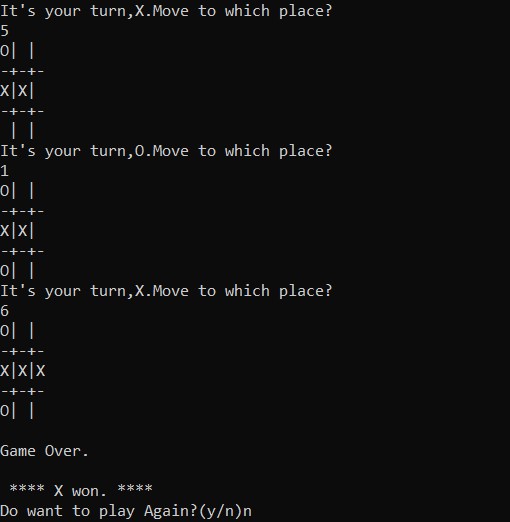 It's your turn,X.Move to which place?
5
O| |
-+-+-
X|X|
-+-+-
 | |
It's your turn,O.Move to which place?
1
O| |
-+-+-
X|X|
-+-+-
O| |
It's your turn,X.Move to which place?
6
O| |
-+-+-
X|X|X
-+-+-
O| |

Game Over.

 **** X won. ****
Do want to play Again?(y/n)n